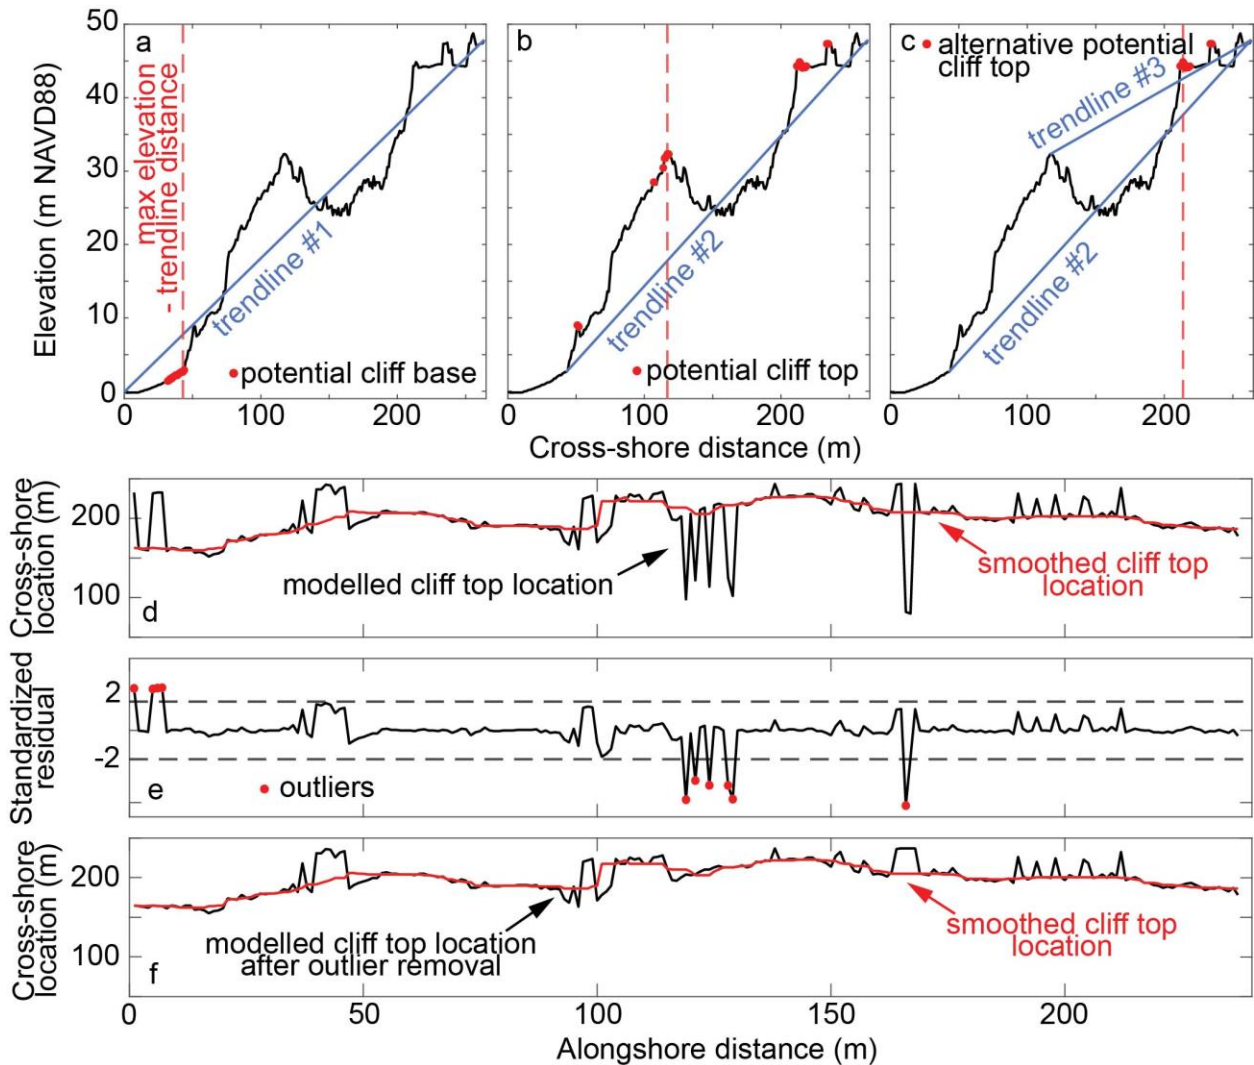 a
b
c
alternative potential
cliff top
50
40
30
20
10
0
Elevation (m NAVD88)
max elevation
- trendline distance
trendline #1
trendline #2
trendline #3
trendline #2
potential cliff base
potential cliff top
0
100
200
0
100
200
0
100
200
Cross-shore distance (m)
Cross-shore
location (m)
200
100
modelled cliff top location
smoothed cliff top
location
d
Standardized
residual
2
-2
outliers
e
Cross-shore
location (m)
200
100
modelled cliff top location
after outlier removal
smoothed cliff top
location
f
0
50
100
150
200
Alongshore distance (m)